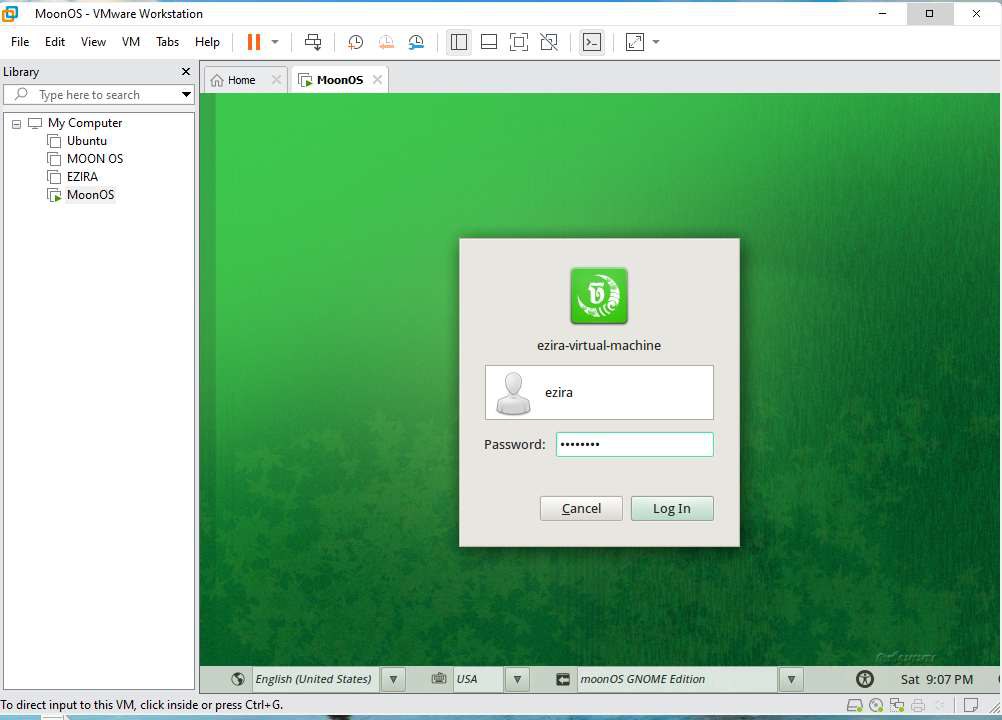 MoonOS - VMware Workstation
File Edit View VM Tabs Help
Library
Type here to search
My Computer
Ubuntu
MOON OS
EZIRA
MoonOS
Home
MoonOS
ezira-virtual-machine
ezira
Password: ••••••••
Cancel Log In
English (United States) USA moonOS GNOME Edition Sat 9:07 PM
To direct input to this VM, click inside or press Ctrl+G.